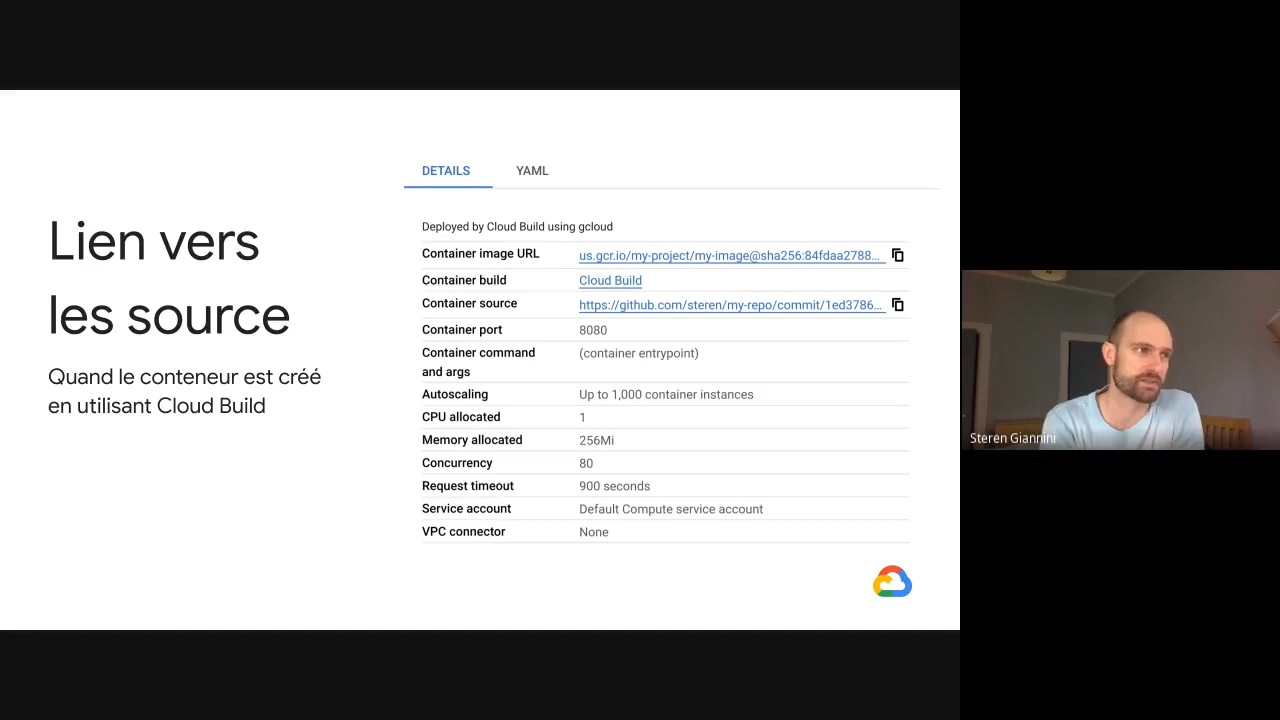 Lien vers
les source
Quand le conteneur est créé
en utilisant Cloud Build
DETAILS YAML
Deployed by Cloud Build using gcloud
Container image URL us.gcr.io/my-project/my-image@sha256:84fdaa2788...
Container build Cloud Build
Container source https://github.com/steren/my-repo/commit/1ed3786...
Container port 8080
Container command (container entrypoint)
and args
Autoscaling Up to 1,000 container instances
CPU allocated 1
Memory allocated 256Mi
Concurrency 80
Request timeout 900 seconds
Service account Default Compute service account
VPC connector None
Steren Giannini